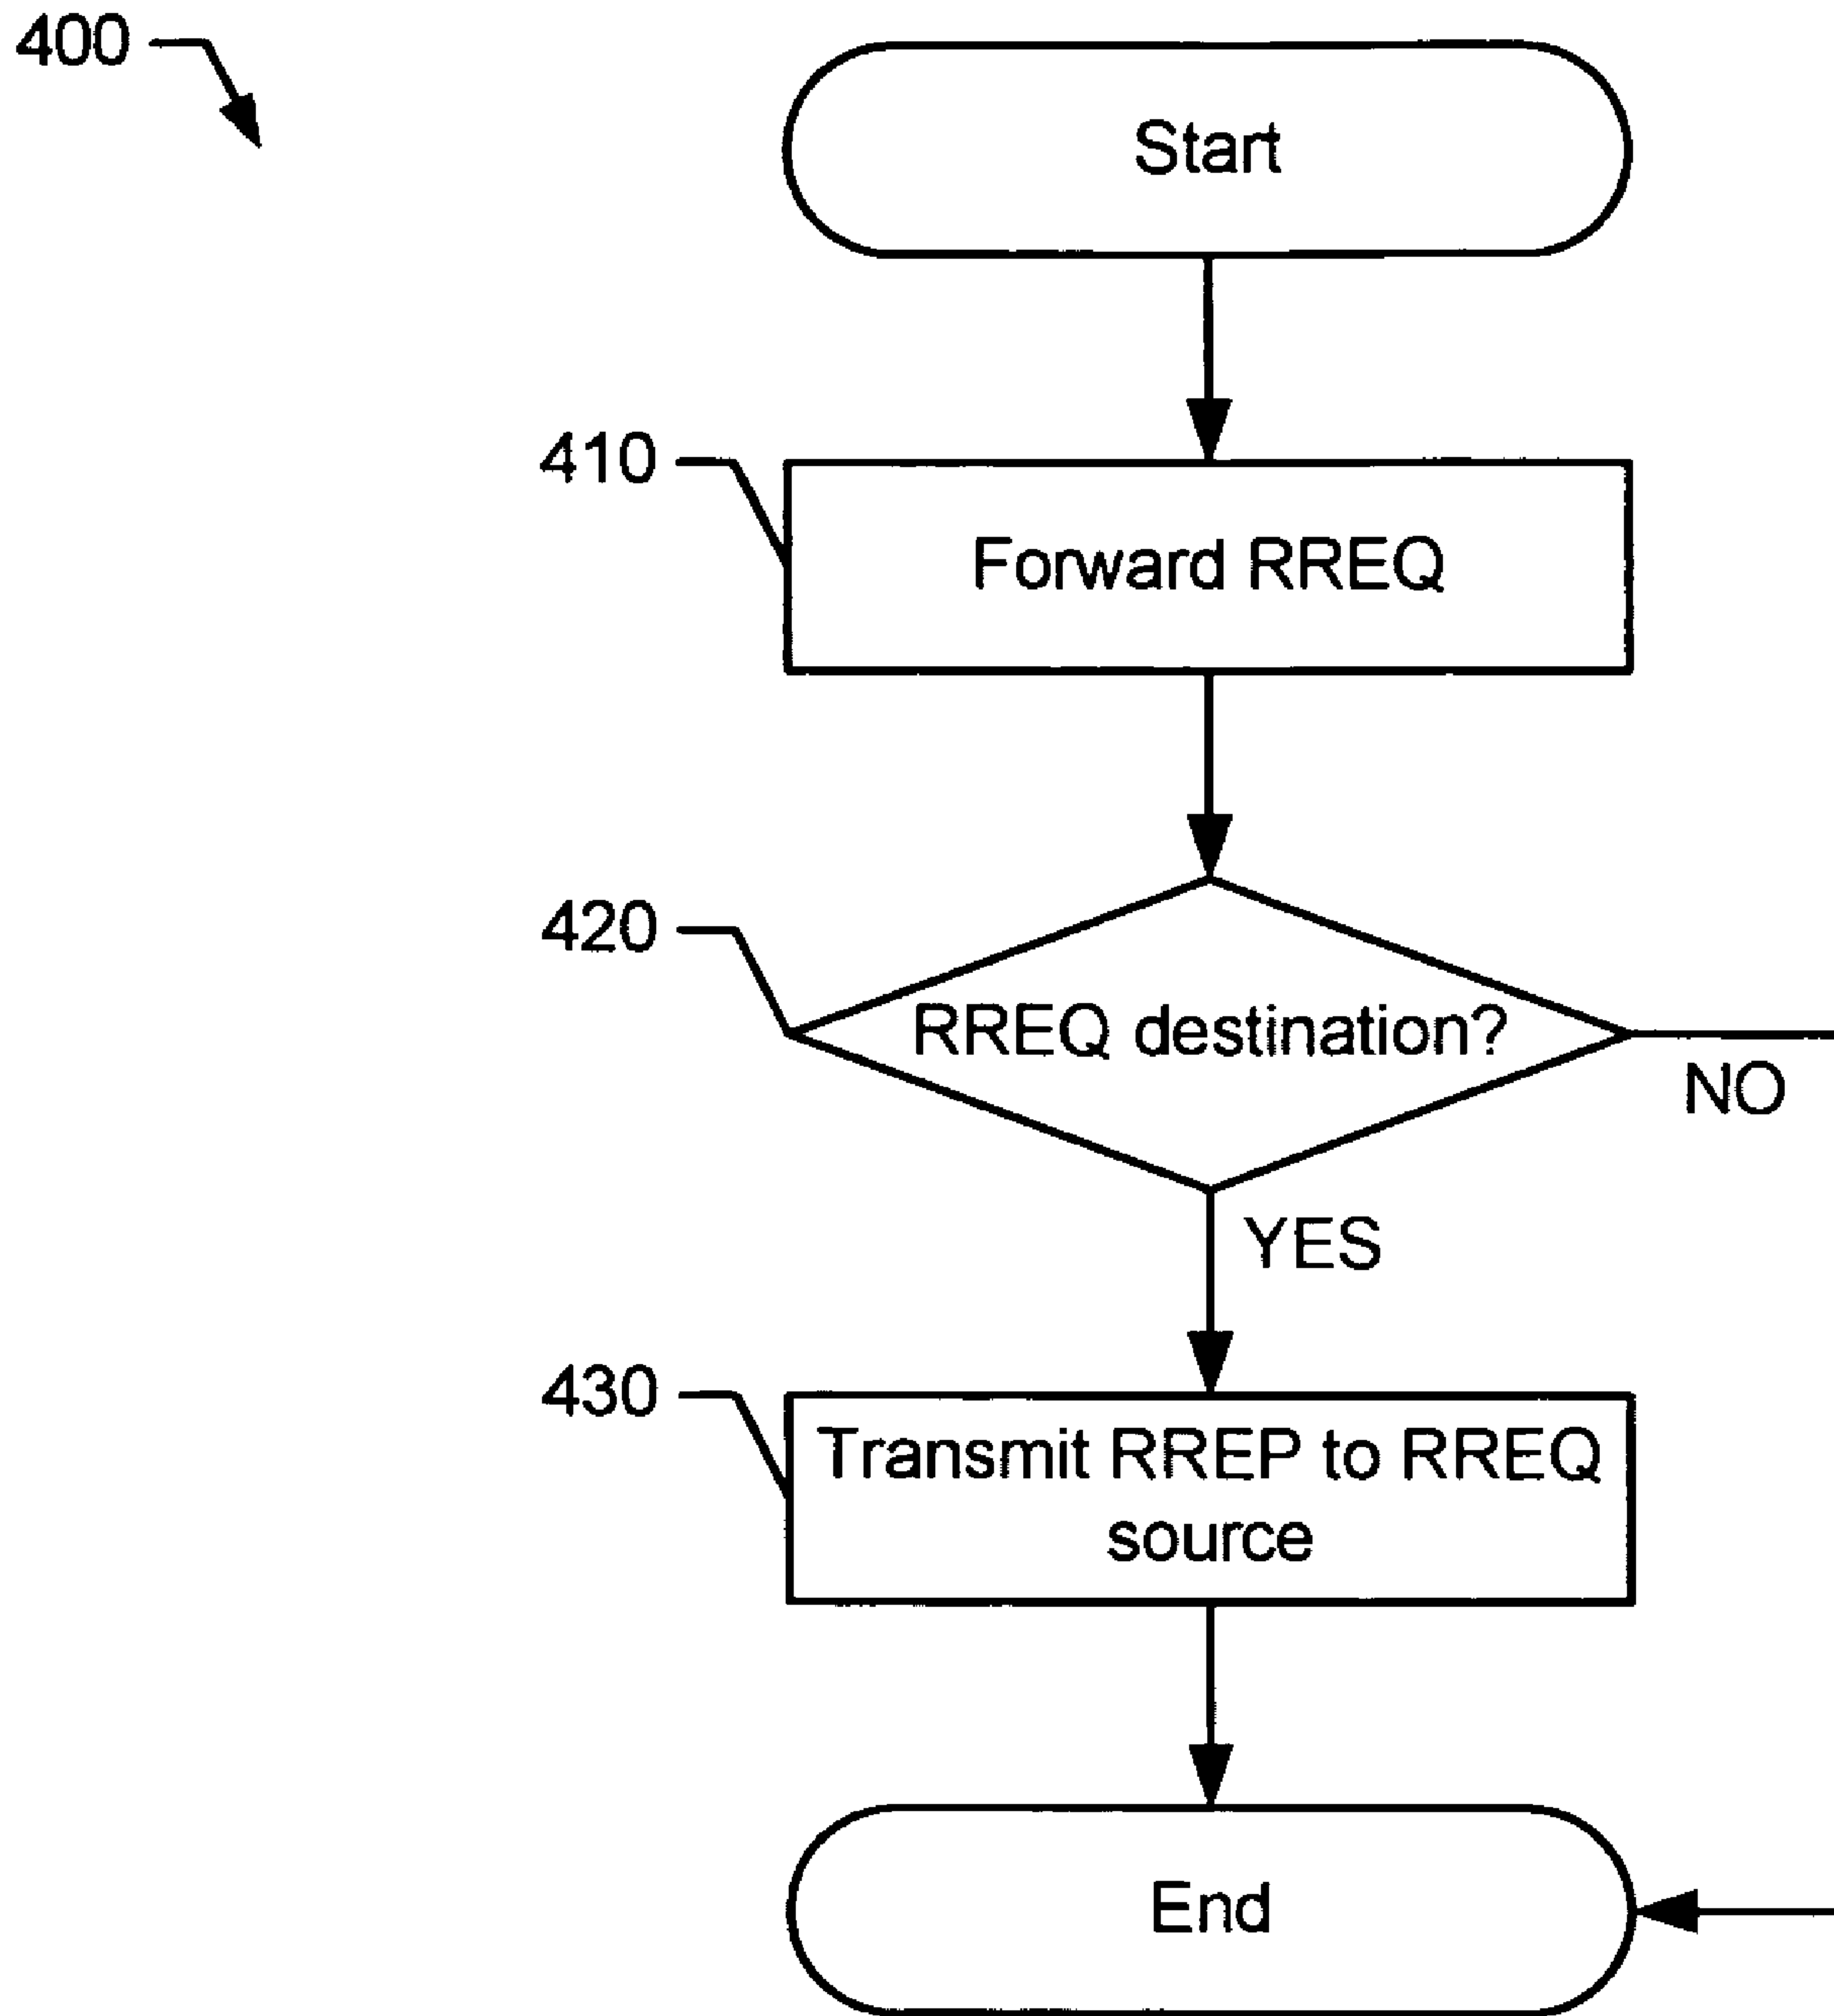 400
Start
410
Forward RREQ
420
RREQ destination?
NO
YES
430
Transmit RREP to RREQ
source
End